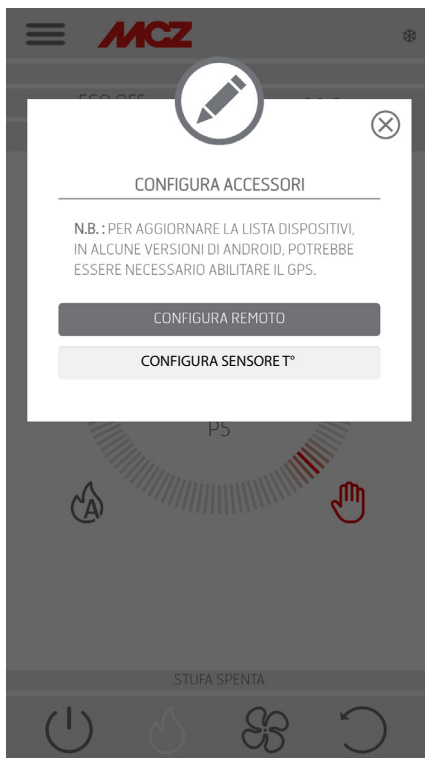 MCZ
CONFIGURA ACCESSORI
N.B. : PER AGGIORNARE LA LISTA DISPOSITIVI,
IN ALCUNE VERSIONI DI ANDROID, POTREBBE
ESSERE NECESSARIO ABILITARE IL GPS.
CONFIGURA REMOTO
CONFIGURA SENSORE T°
P5
A
STUFA SPENTA